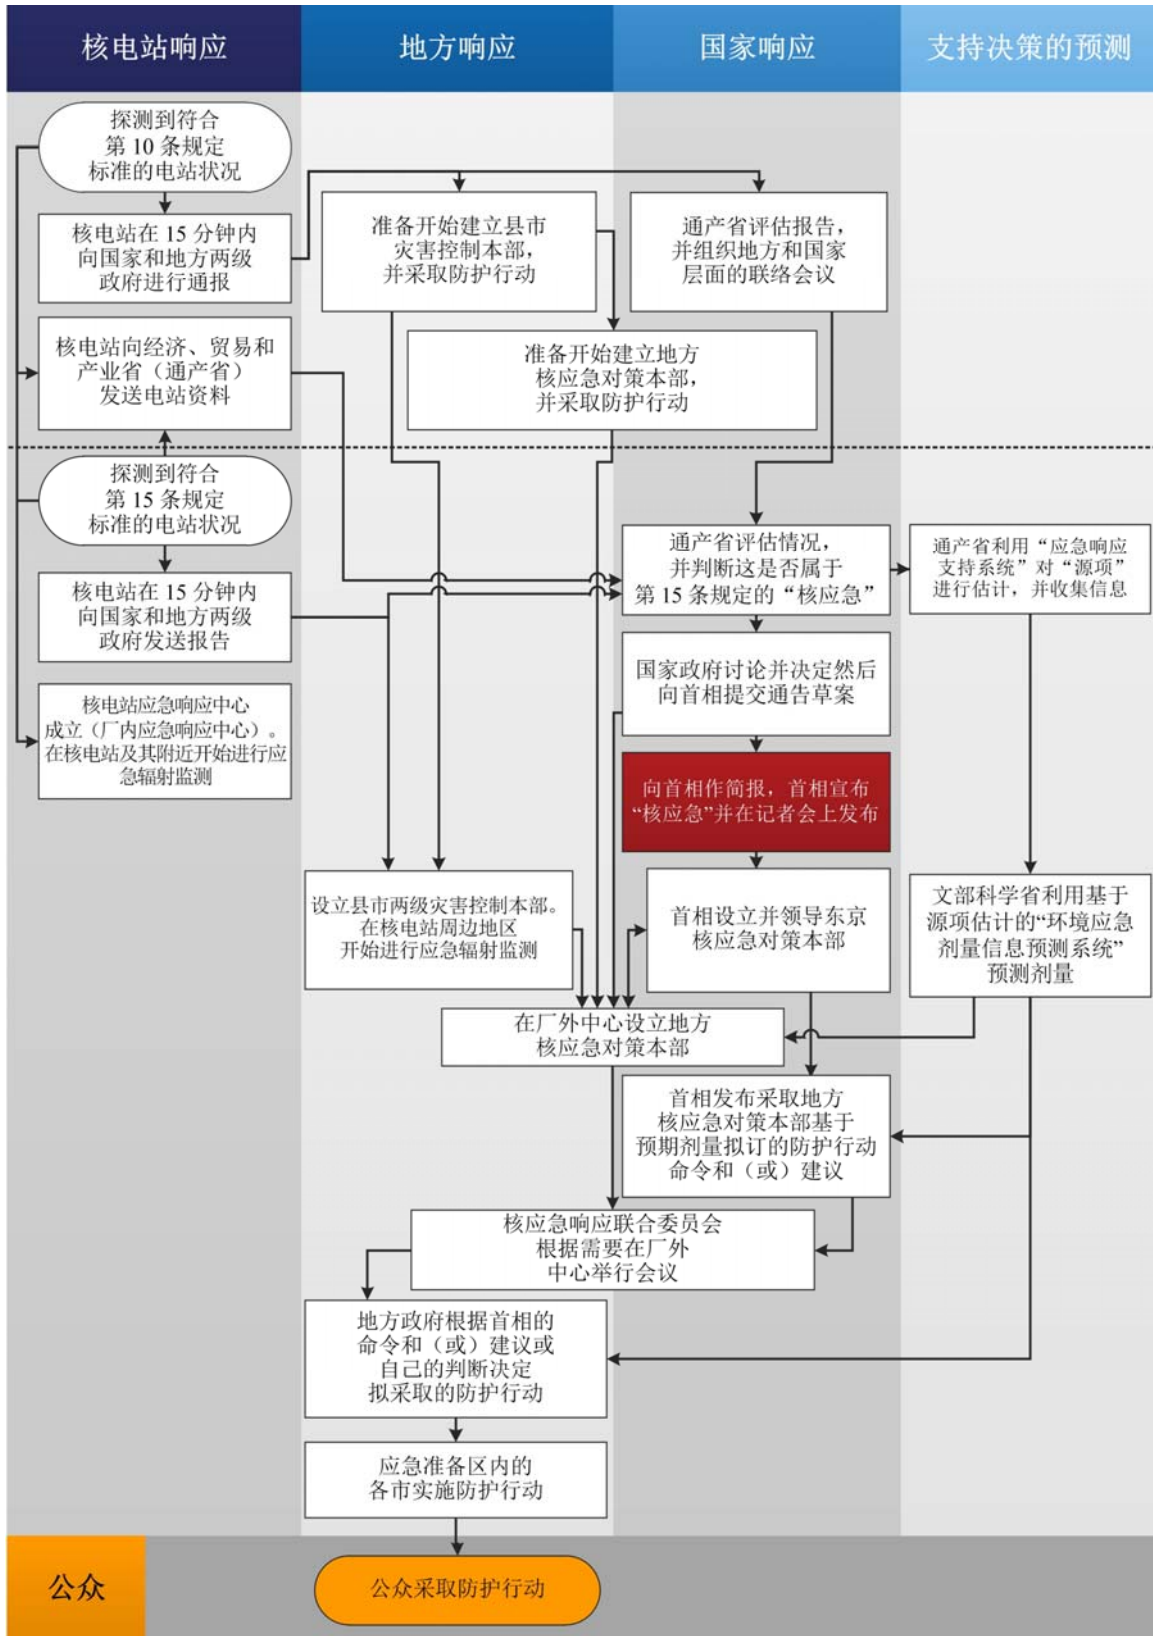 核电站响应
地方响应
国家响应
支持决策的预测
探测到符合
第 10 条规定
标准的电站状况
核电站在 15 分钟内
向国家和地方两级
政府进行通报
准备开始建立县市
灾害控制本部，
并采取防护行动
通产省评估报告，
并组织地方和国家
层面的联络会议
核电站向经济、贸易和
产业省（通产省）
发送电站资料
准备开始建立地方
核应急对策本部，
并采取防护行动
探测到符合
第 15 条规定
标准的电站状况
通产省评估情况，
并判断这是否属于
第 15 条规定的“核应急”
通产省利用“应急响应
支持系统”对“源项”
进行估计，并收集信息
核电站在 15 分钟内
向国家和地方两级
政府发送报告
国家政府讨论并决定然后
向首相提交通告草案
核电站应急响应中心
成立（厂内应急响应中心）。
在核电站及其附近开始进行应
急辐射监测
向首相作简报，首相宣布
“核应急”并在记者会上发布
设立县市两级灾害控制本部。
在核电站周边地区
开始进行应急辐射监测
首相设立并领导东京
核应急对策本部
文部科学省利用基于
源项估计的“环境应急
剂量信息预测系统”
预测剂量
在厂外中心设立地方
核应急对策本部
首相发布采取地方
核应急对策本部基于
预期剂量拟订的防护行动
命令和（或）建议
核应急响应联合委员会
根据需要在厂外
中心举行会议
地方政府根据首相的
命令和（或）建议或
自己的判断决定
拟采取的防护行动
应急准备区内的
各市实施防护行动
公众
公众采取防护行动